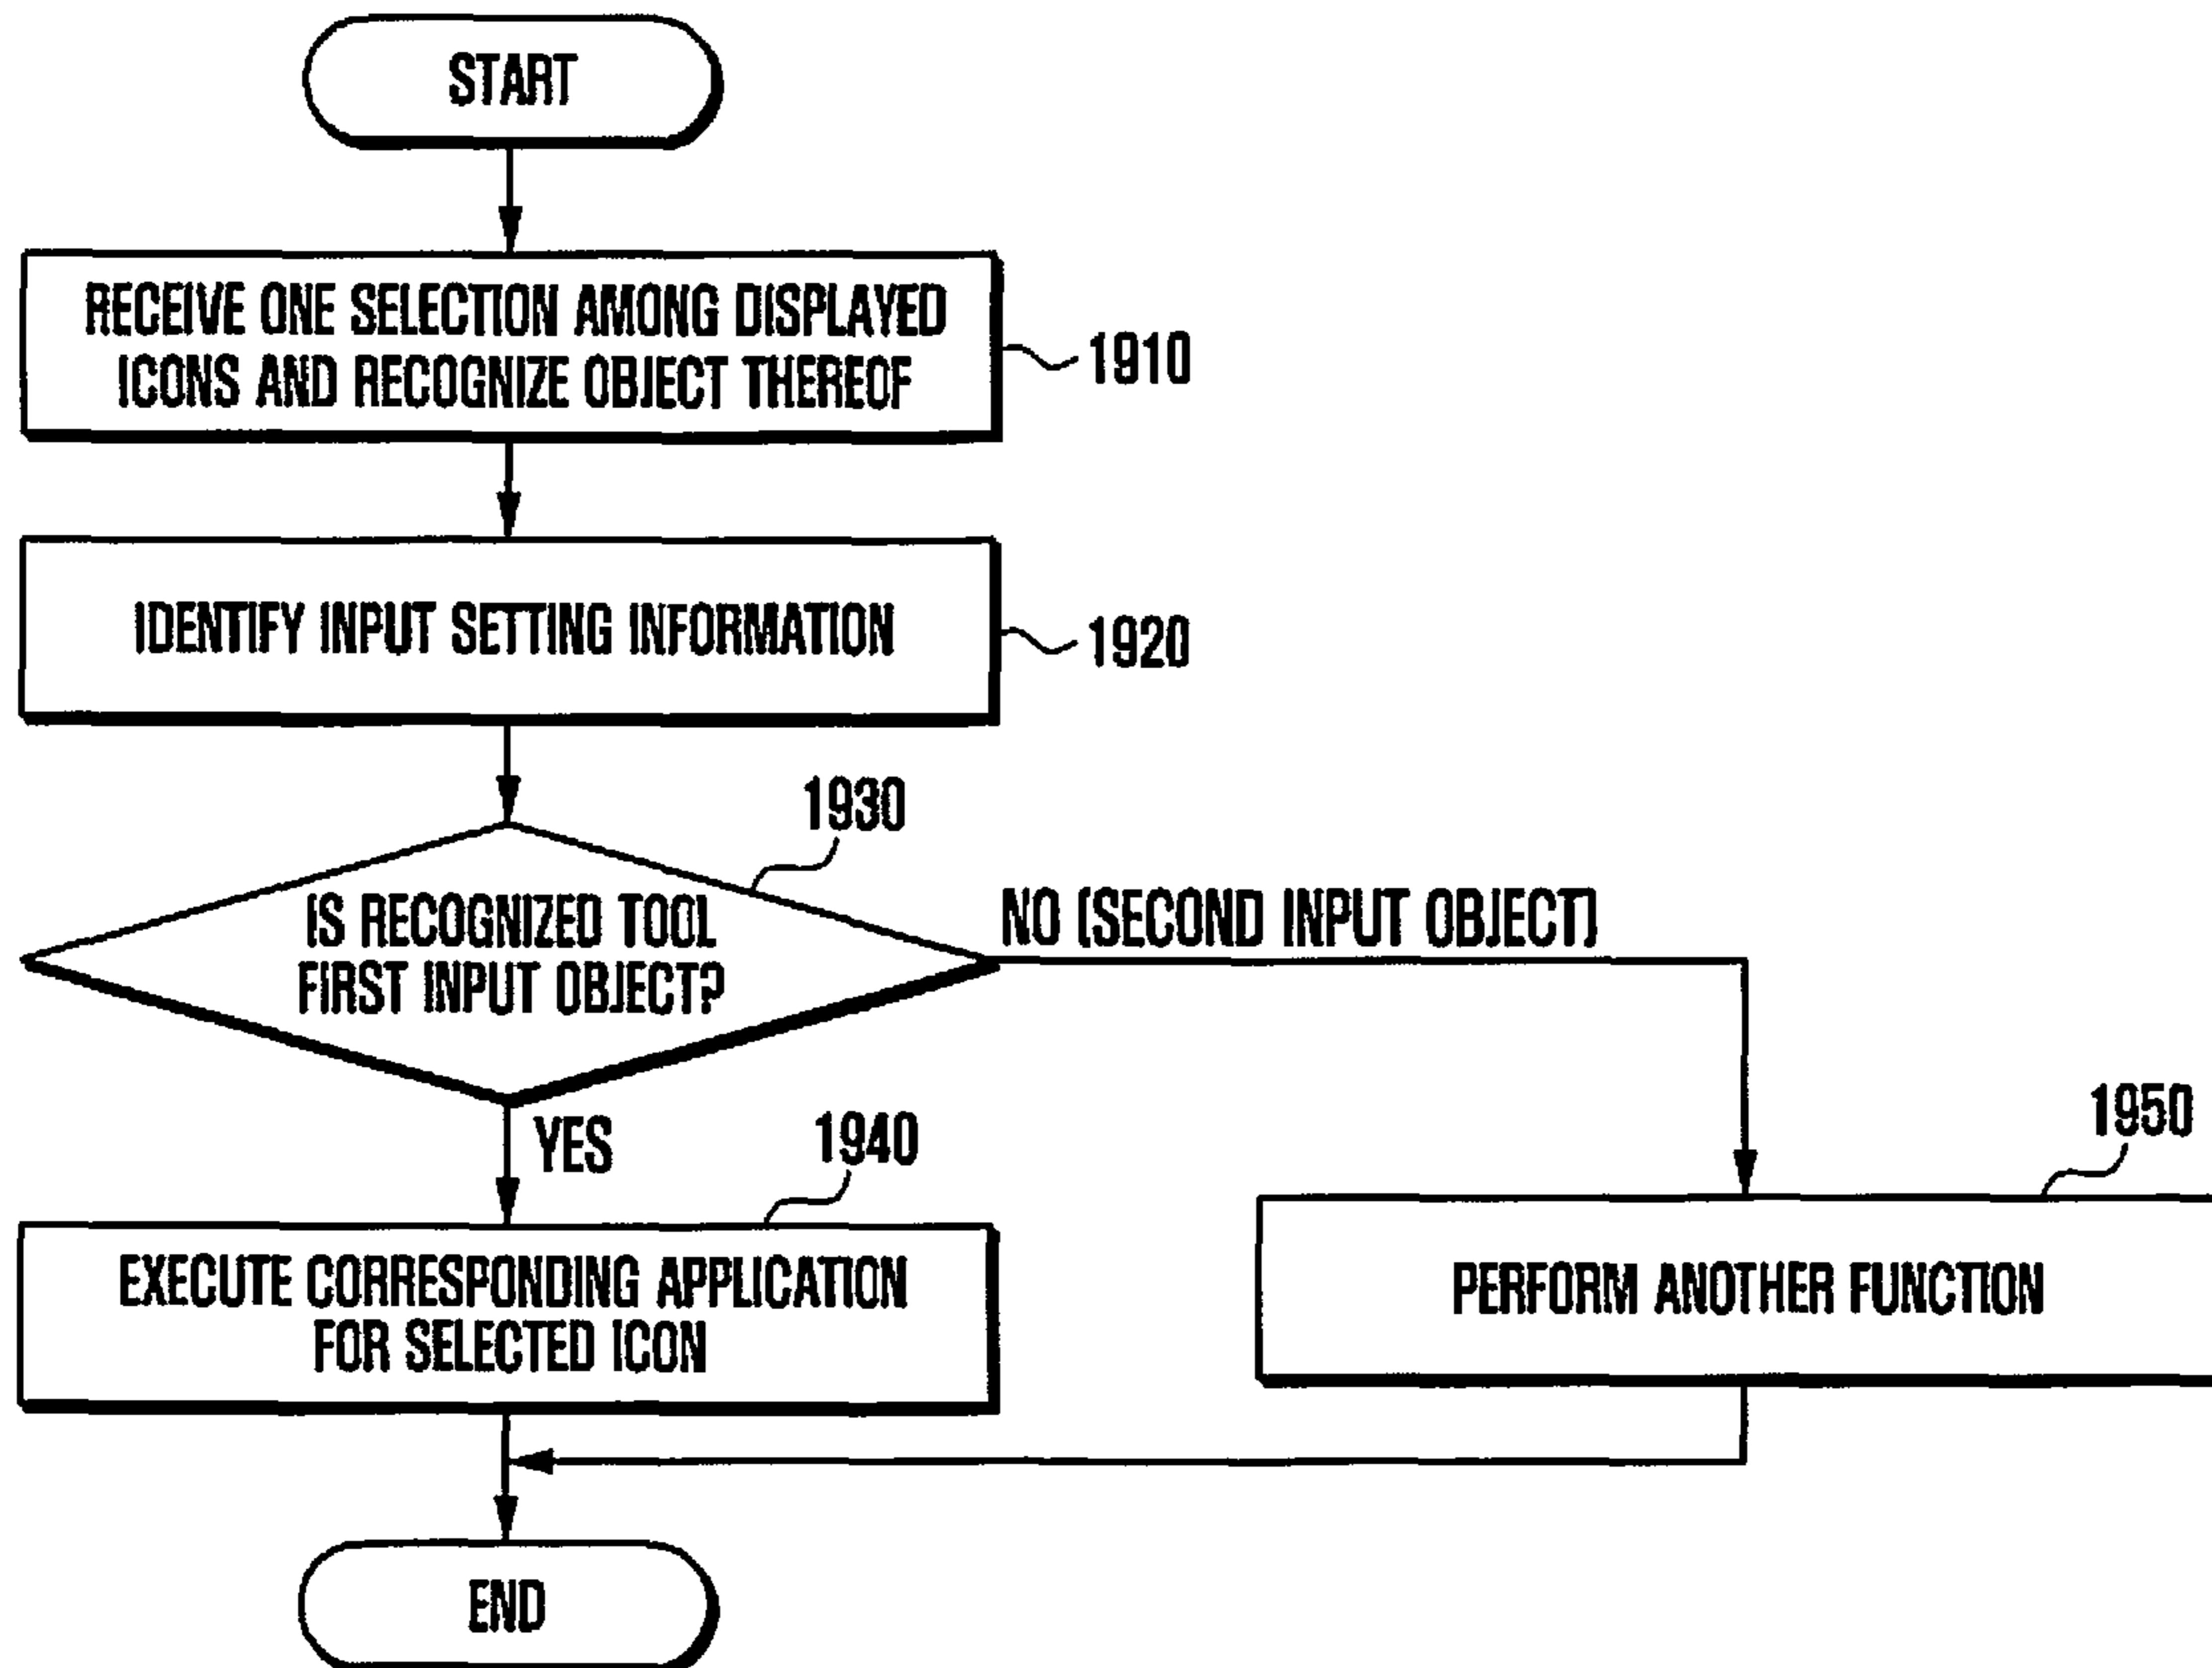 START
RECEIVE ONE SELECTION AMONG DISPLAYED
ICONS AND RECOGNIZE OBJECT THEREOF
1910
IDENTIFY INPUT SETTING INFORMATION
1920
1930
IS RECOGNIZED TOOL
FIRST INPUT OBJECT?
NO (SECOND INPUT OBJECT)
YES
1940
EXECUTE CORRESPONDING APPLICATION
FOR SELECTED ICON
1950
PERFORM ANOTHER FUNCTION
END